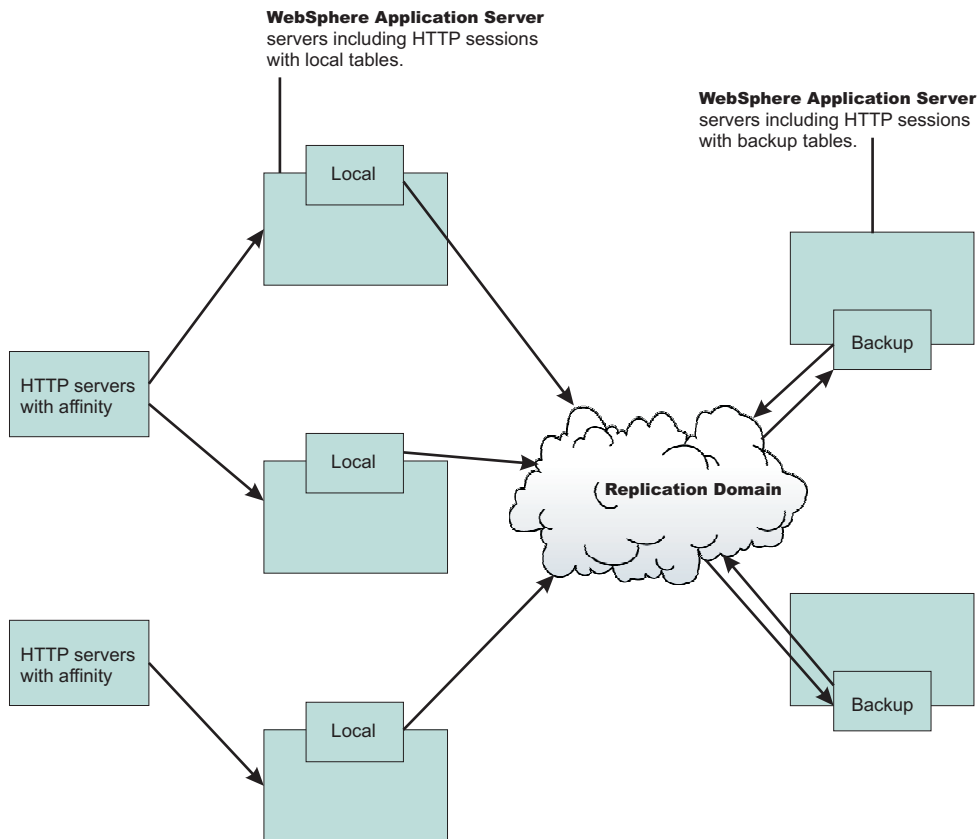 WebSphere Application Server
servers including HTTP sessions
with local tables.
WebSphere Application Server
servers including HTTP sessions
with backup tables.
Local
Backup
HTTP servers
with affinity
Local
Replication Domain
HTTP servers
with affinity
Backup
Local